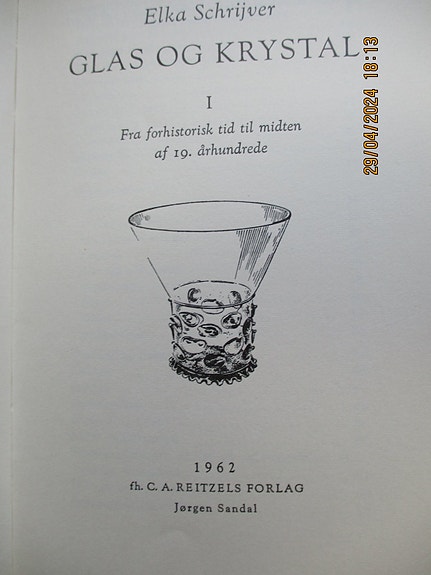 Elka Schrijver
GLAS OG KRYSTAL
I
Fra forhistorisk tid til midten
af 19. århundrede
1962
fh. C. A. REITZELS FORLAG
Jørgen Sandal
29/04/2024 18:13